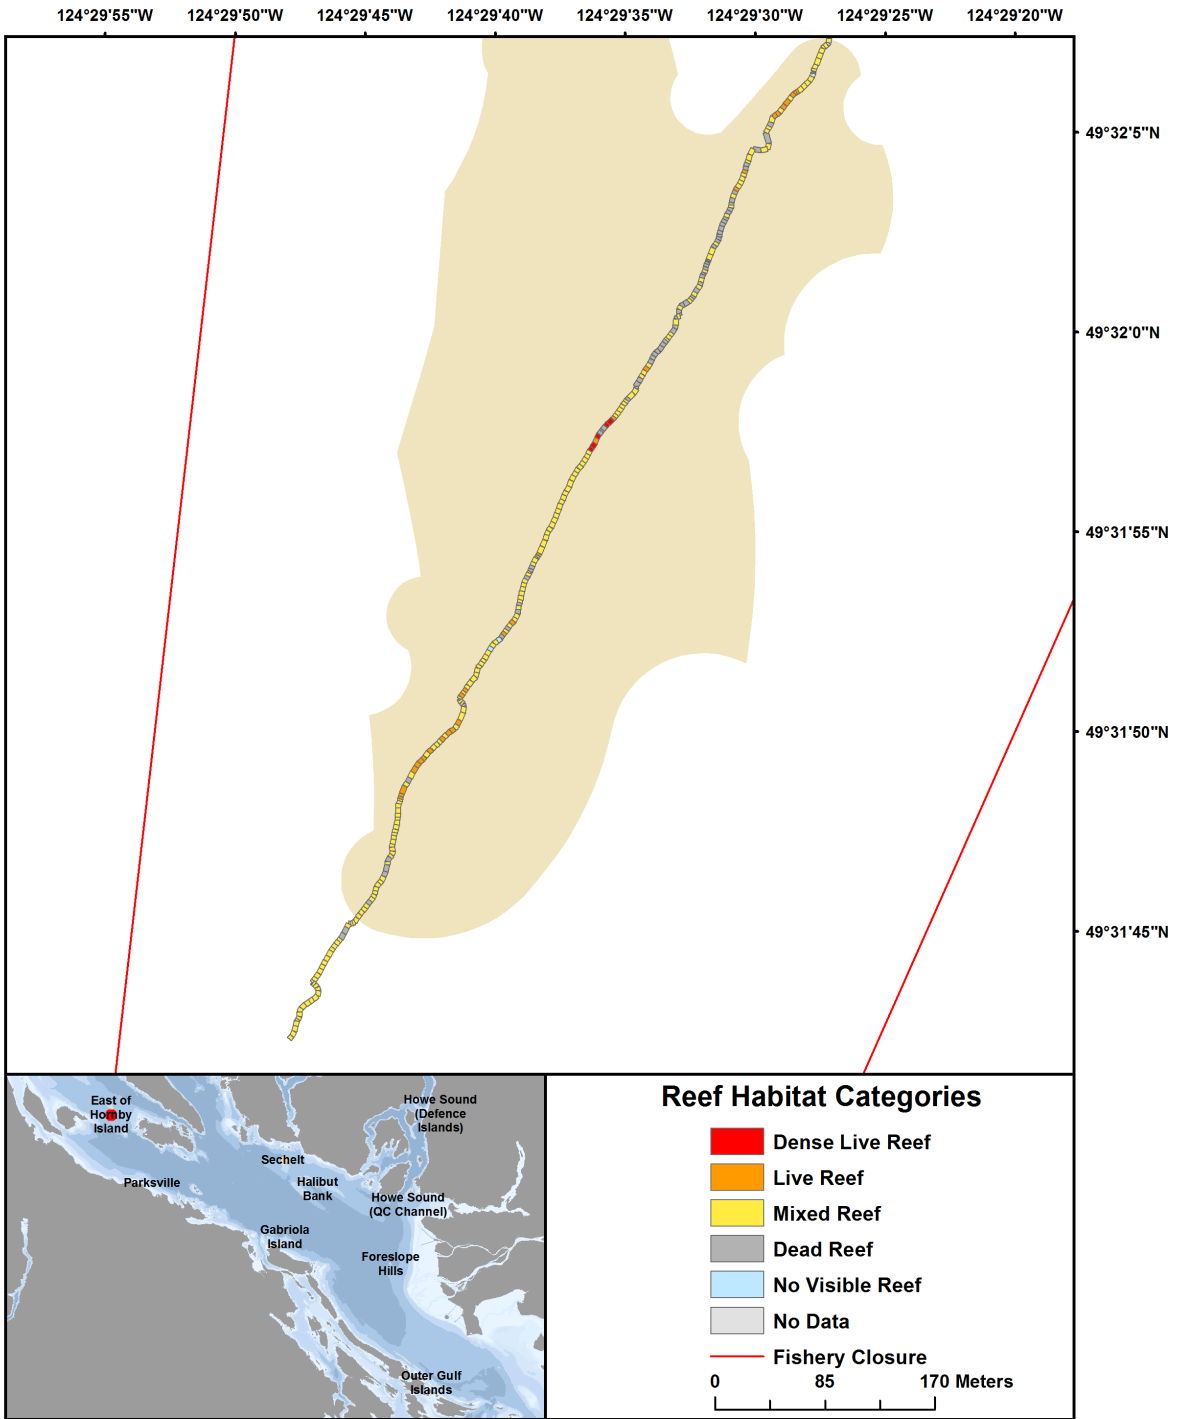 124°29'55"W 124°29'50"W 124°29'45"W 124°29'40"W 124°29'35"W 124°29'30"W 124°29'25"W 124°29'20"W
49°32'5"N
49°32'0"N
49°31'55"N
49°31'50"N
49°31'45"N
East of
Hornby
Island
Howe Sound
(Defence
Islands)
Sechelt
Parksville
Halibut
Bank
Howe Sound
(QC Channel)
Gabriola
Island
Foreslope
Hills
Outer Gulf
Islands
Reef Habitat Categories
Dense Live Reef
Live Reef
Mixed Reef
Dead Reef
No Visible Reef
No Data
Fishery Closure
0 85 170 Meters